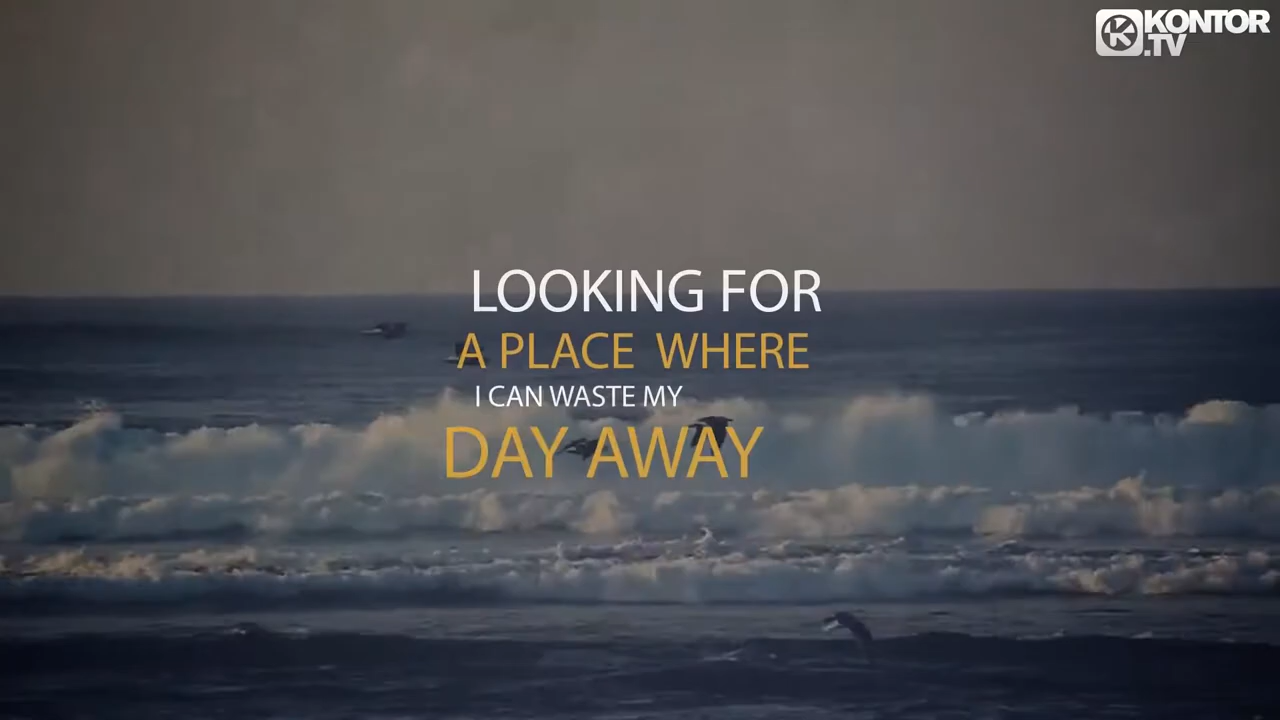 KONTOR
.TV
LOOKING FOR
A PLACE WHERE
I CAN WASTE MY
DAY AWAY